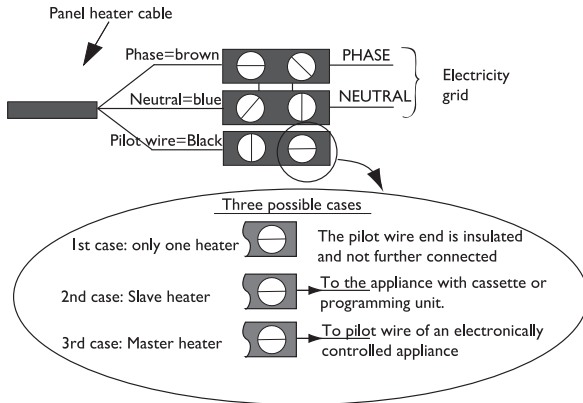 Panel heater cable
Phase=brown
PHASE
Neutral=blue
NEUTRAL
Electricity
grid
Pilot wire=Black
Three possible cases
1st case: only one heater
The pilot wire end is insulated
and not further connected
2nd case: Slave heater
To the appliance with cassette or
programming unit.
3rd case: Master heater
To pilot wire of an electronically
controlled appliance